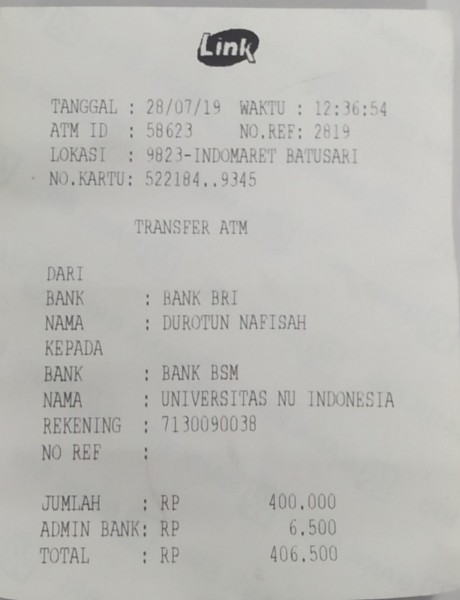 Link
TANGGAL : 28/07/19 WAKTU : 12:36:54
ATM ID : 58623 NO.REF: 2819
LOKASI : 9823-INDOMARET BATUSARI
NO.KARTU: 522184..9345
TRANSFER ATM
DARI
BANK : BANK BRI
NAMA : DUROTUN NAFISAH
KEPADA
BANK : BANK BSM
NAMA : UNIVERSITAS NU INDONESIA
REKENING : 7130090038
NO REF :
JUMLAH : RP 400.000
ADMIN BANK: RP 6.500
TOTAL : RP 406.500